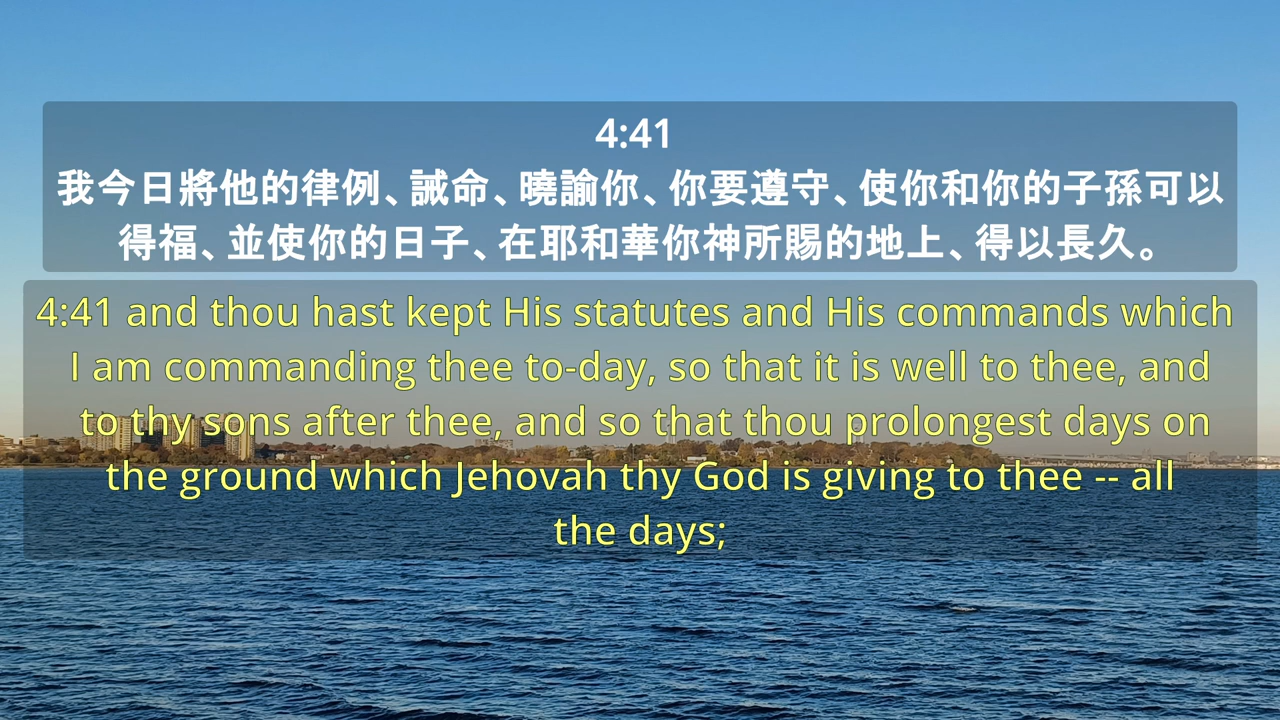 4:41
我今日將他的律例、誡命、曉諭你、你要遵守、使你和你的子孫可以
得福、並使你的日子、在耶和華你神所賜的地上、得以長久。
4:41 and thou hast kept His statutes and His commands which
I am commanding thee to-day, so that it is well to thee, and
to thy sons after thee, and so that thou prolongest days on
the ground which Jehovah thy God is giving to thee -- all
the days;